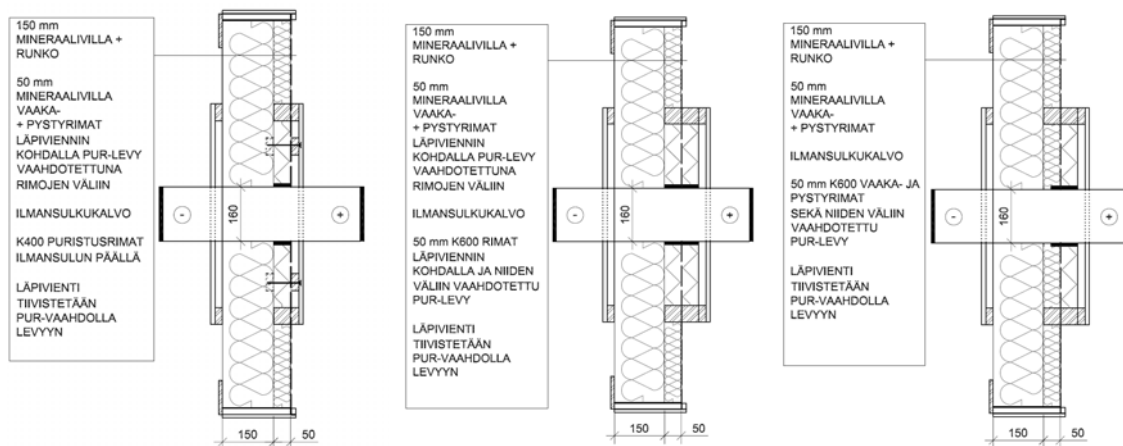 150 mm
MINERAALIVILLA +
RUNKO
50 mm
MINERAALIVILLA
VAAKA-
+ PYSTYRIMAT
LÄPIVIENNIN
KOHDALLA PUR-LEVY
VAAHDOTETTUNA
RIMOJEN VÄLIIN
ILMANSULKUKALVO
K400 PURISTUSRIMAT
ILMANSULUN PÄÄLLÄ
LÄPIVIENTI
TIIVISTETÄÄN
PUR-VAAHDOLLA
LEVYYN
- 160 +
150 50
150 mm
MINERAALIVILLA +
RUNKO
50 mm
MINERAALIVILLA
VAAKA-
+ PYSTYRIMAT
LÄPIVIENNIN
KOHDALLA PUR-LEVY
VAAHDOTETTUNA
RIMOJEN VÄLIIN
ILMANSULKUKALVO
50 mm K600 RIMAT
LÄPIVIENNIN
KOHDALLA JA NIIDEN
VÄLIIN VAAHDOTETTU
PUR-LEVY
LÄPIVIENTI
TIIVISTETÄÄN
PUR-VAAHDOLLA
LEVYYN
- 160 +
150 50
150 mm
MINERAALIVILLA +
RUNKO
50 mm
MINERAALIVILLA
VAAKA-
+ PYSTYRIMAT
ILMANSULKUKALVO
50 mm K600 VAAKA- JA
PYSTYRIMAT
SEKÄ NIIDEN VÄLIIN
VAAHDOTETTU
PUR-LEVY
LÄPIVIENTI
TIIVISTETÄÄN
PUR-VAAHDOLLA
LEVYYN
- 160 +
150 50